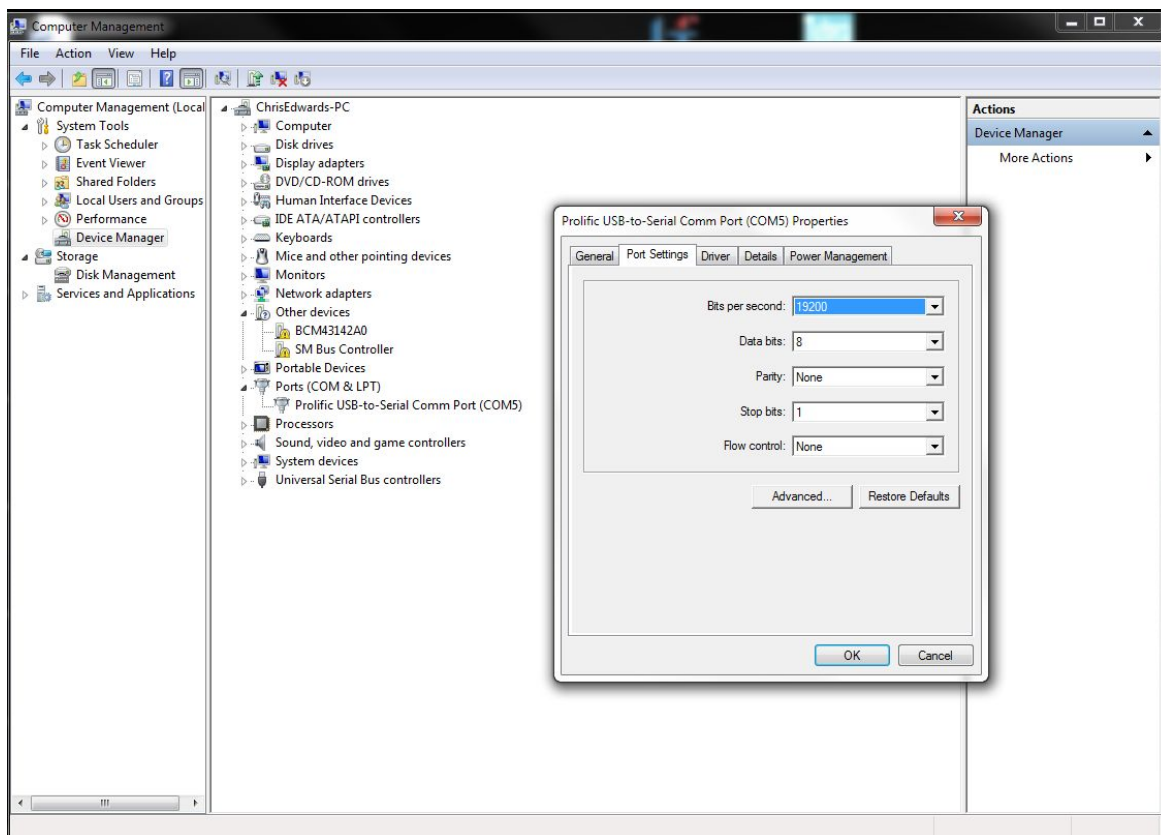 Computer Management
File Action View Help
Computer Management (Local
System Tools
Task Scheduler
Event Viewer
Shared Folders
Local Users and Groups
Performance
Device Manager
Storage
Disk Management
Services and Applications
ChrisEdwards-PC
Computer
Disk drives
Display adapters
DVD/CD-ROM drives
Human Interface Devices
IDE ATA/ATAPI controllers
Keyboards
Mice and other pointing devices
Monitors
Network adapters
Other devices
BCM43142A0
SM Bus Controller
Portable Devices
Ports (COM & LPT)
Prolific USB-to-Serial Comm Port (COM5)
Processors
Sound, video and game controllers
System devices
Universal Serial Bus controllers
Prolific USB-to-Serial Comm Port (COM5) Properties
General Port Settings Driver Details Power Management
Bits per second: 19200
Data bits: 8
Parity: None
Stop bits: 1
Flow control: None
Advanced... Restore Defaults
OK Cancel
Actions
Device Manager
More Actions